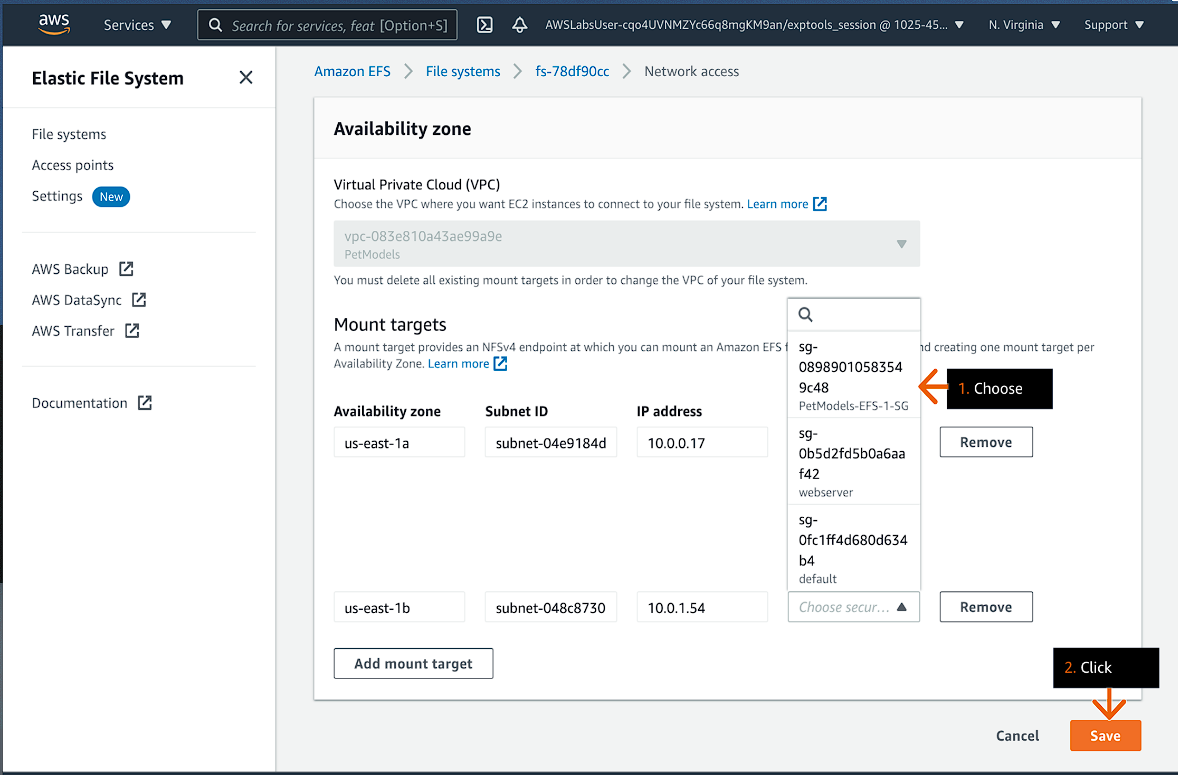 aws
Services
Search for services, feat [Option+S]
AWSLabsUser-cqo4UVNMZYc66q8mqKM9an/exptools_session @ 1025-45...
N. Virginia
Support
Elastic File System
File systems
Access points
Settings New
AWS Backup
AWS DataSync
AWS Transfer
Documentation
Amazon EFS
File systems
fs-78df90cc
Network access
Availability zone
Virtual Private Cloud (VPC)
Choose the VPC where you want EC2 instances to connect to your file system. Learn more
vpc-083e810a43ae99a9e
PetModels
You must delete all existing mount targets in order to change the VPC of your file system.
Mount targets
A mount target provides an NFSv4 endpoint at which you can mount an Amazon EFS f
nd creating one mount target per
Availability Zone. Learn more
Availability zone
Subnet ID
IP address
us-east-1a
subnet-04e9184d
10.0.0.17
sg-
0898901058354
9c48
PetModels-EFS-1-SG
sg-
0b5d2fd5b0a6aa
f42
webserver
sg-
0fc1ff4d680d634
b4
default
1. Choose
Remove
us-east-1b
subnet-048c8730
10.0.1.54
Choose secur...
Remove
Add mount target
2. Click
Cancel
Save